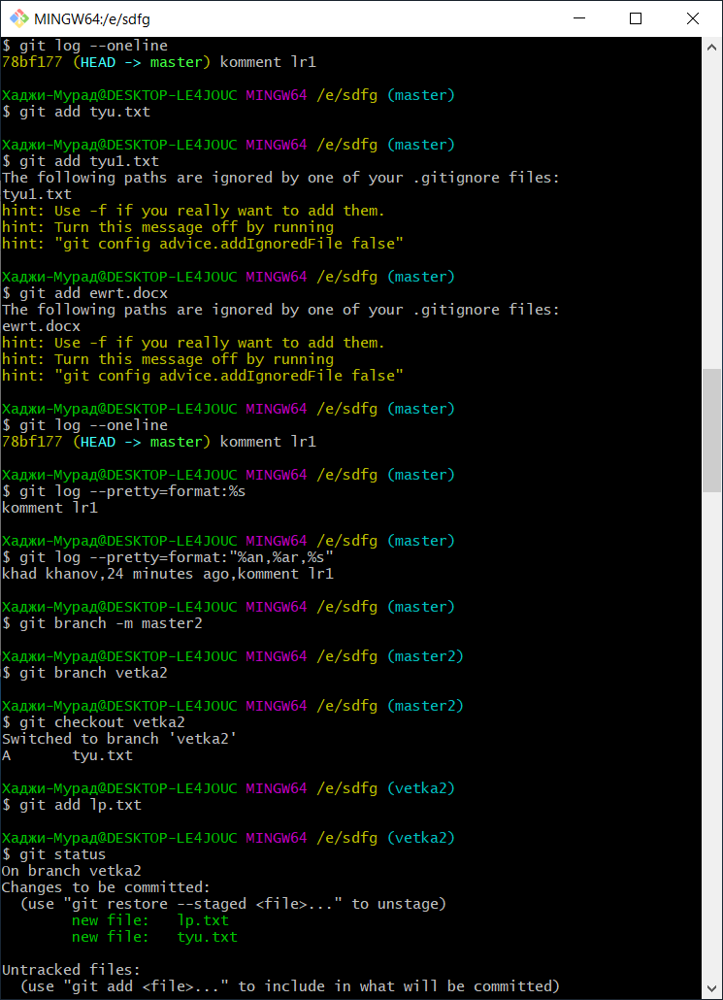 MINGW64:/e/sdfg
$ git log --oneline
78bf177 (HEAD -> master) komment lr1
Хаджи-Мурад@DESKTOP-LE4JOUC MINGW64 /e/sdfg (master)
$ git add tyu.txt
Хаджи-Мурад@DESKTOP-LE4JOUC MINGW64 /e/sdfg (master)
$ git add tyu1.txt
The following paths are ignored by one of your .gitignore files:
tyu1.txt
hint: Use -f if you really want to add them.
hint: Turn this message off by running
hint: "git config advice.addIgnoredFile false"
Хаджи-Мурад@DESKTOP-LE4JOUC MINGW64 /e/sdfg (master)
$ git add ewrt.docx
The following paths are ignored by one of your .gitignore files:
ewrt.docx
hint: Use -f if you really want to add them.
hint: Turn this message off by running
hint: "git config advice.addIgnoredFile false"
Хаджи-Мурад@DESKTOP-LE4JOUC MINGW64 /e/sdfg (master)
$ git log --oneline
78bf177 (HEAD -> master) komment lr1
Хаджи-Мурад@DESKTOP-LE4JOUC MINGW64 /e/sdfg (master)
$ git log --pretty=format:%s
komment lr1
Хаджи-Мурад@DESKTOP-LE4JOUC MINGW64 /e/sdfg (master)
$ git log --pretty=format:"%an,%ar,%s"
khad khanov,24 minutes ago,komment lr1
Хаджи-Мурад@DESKTOP-LE4JOUC MINGW64 /e/sdfg (master)
$ git branch -m master2
Хаджи-Мурад@DESKTOP-LE4JOUC MINGW64 /e/sdfg (master2)
$ git branch vetka2
Хаджи-Мурад@DESKTOP-LE4JOUC MINGW64 /e/sdfg (master2)
$ git checkout vetka2
Switched to branch 'vetka2'
A       tyu.txt
Хаджи-Мурад@DESKTOP-LE4JOUC MINGW64 /e/sdfg (vetka2)
$ git add lp.txt
Хаджи-Мурад@DESKTOP-LE4JOUC MINGW64 /e/sdfg (vetka2)
$ git status
On branch vetka2
Changes to be committed:
  (use "git restore --staged <file>..." to unstage)
        new file:   lp.txt
        new file:   tyu.txt
Untracked files:
  (use "git add <file>..." to include in what will be committed)